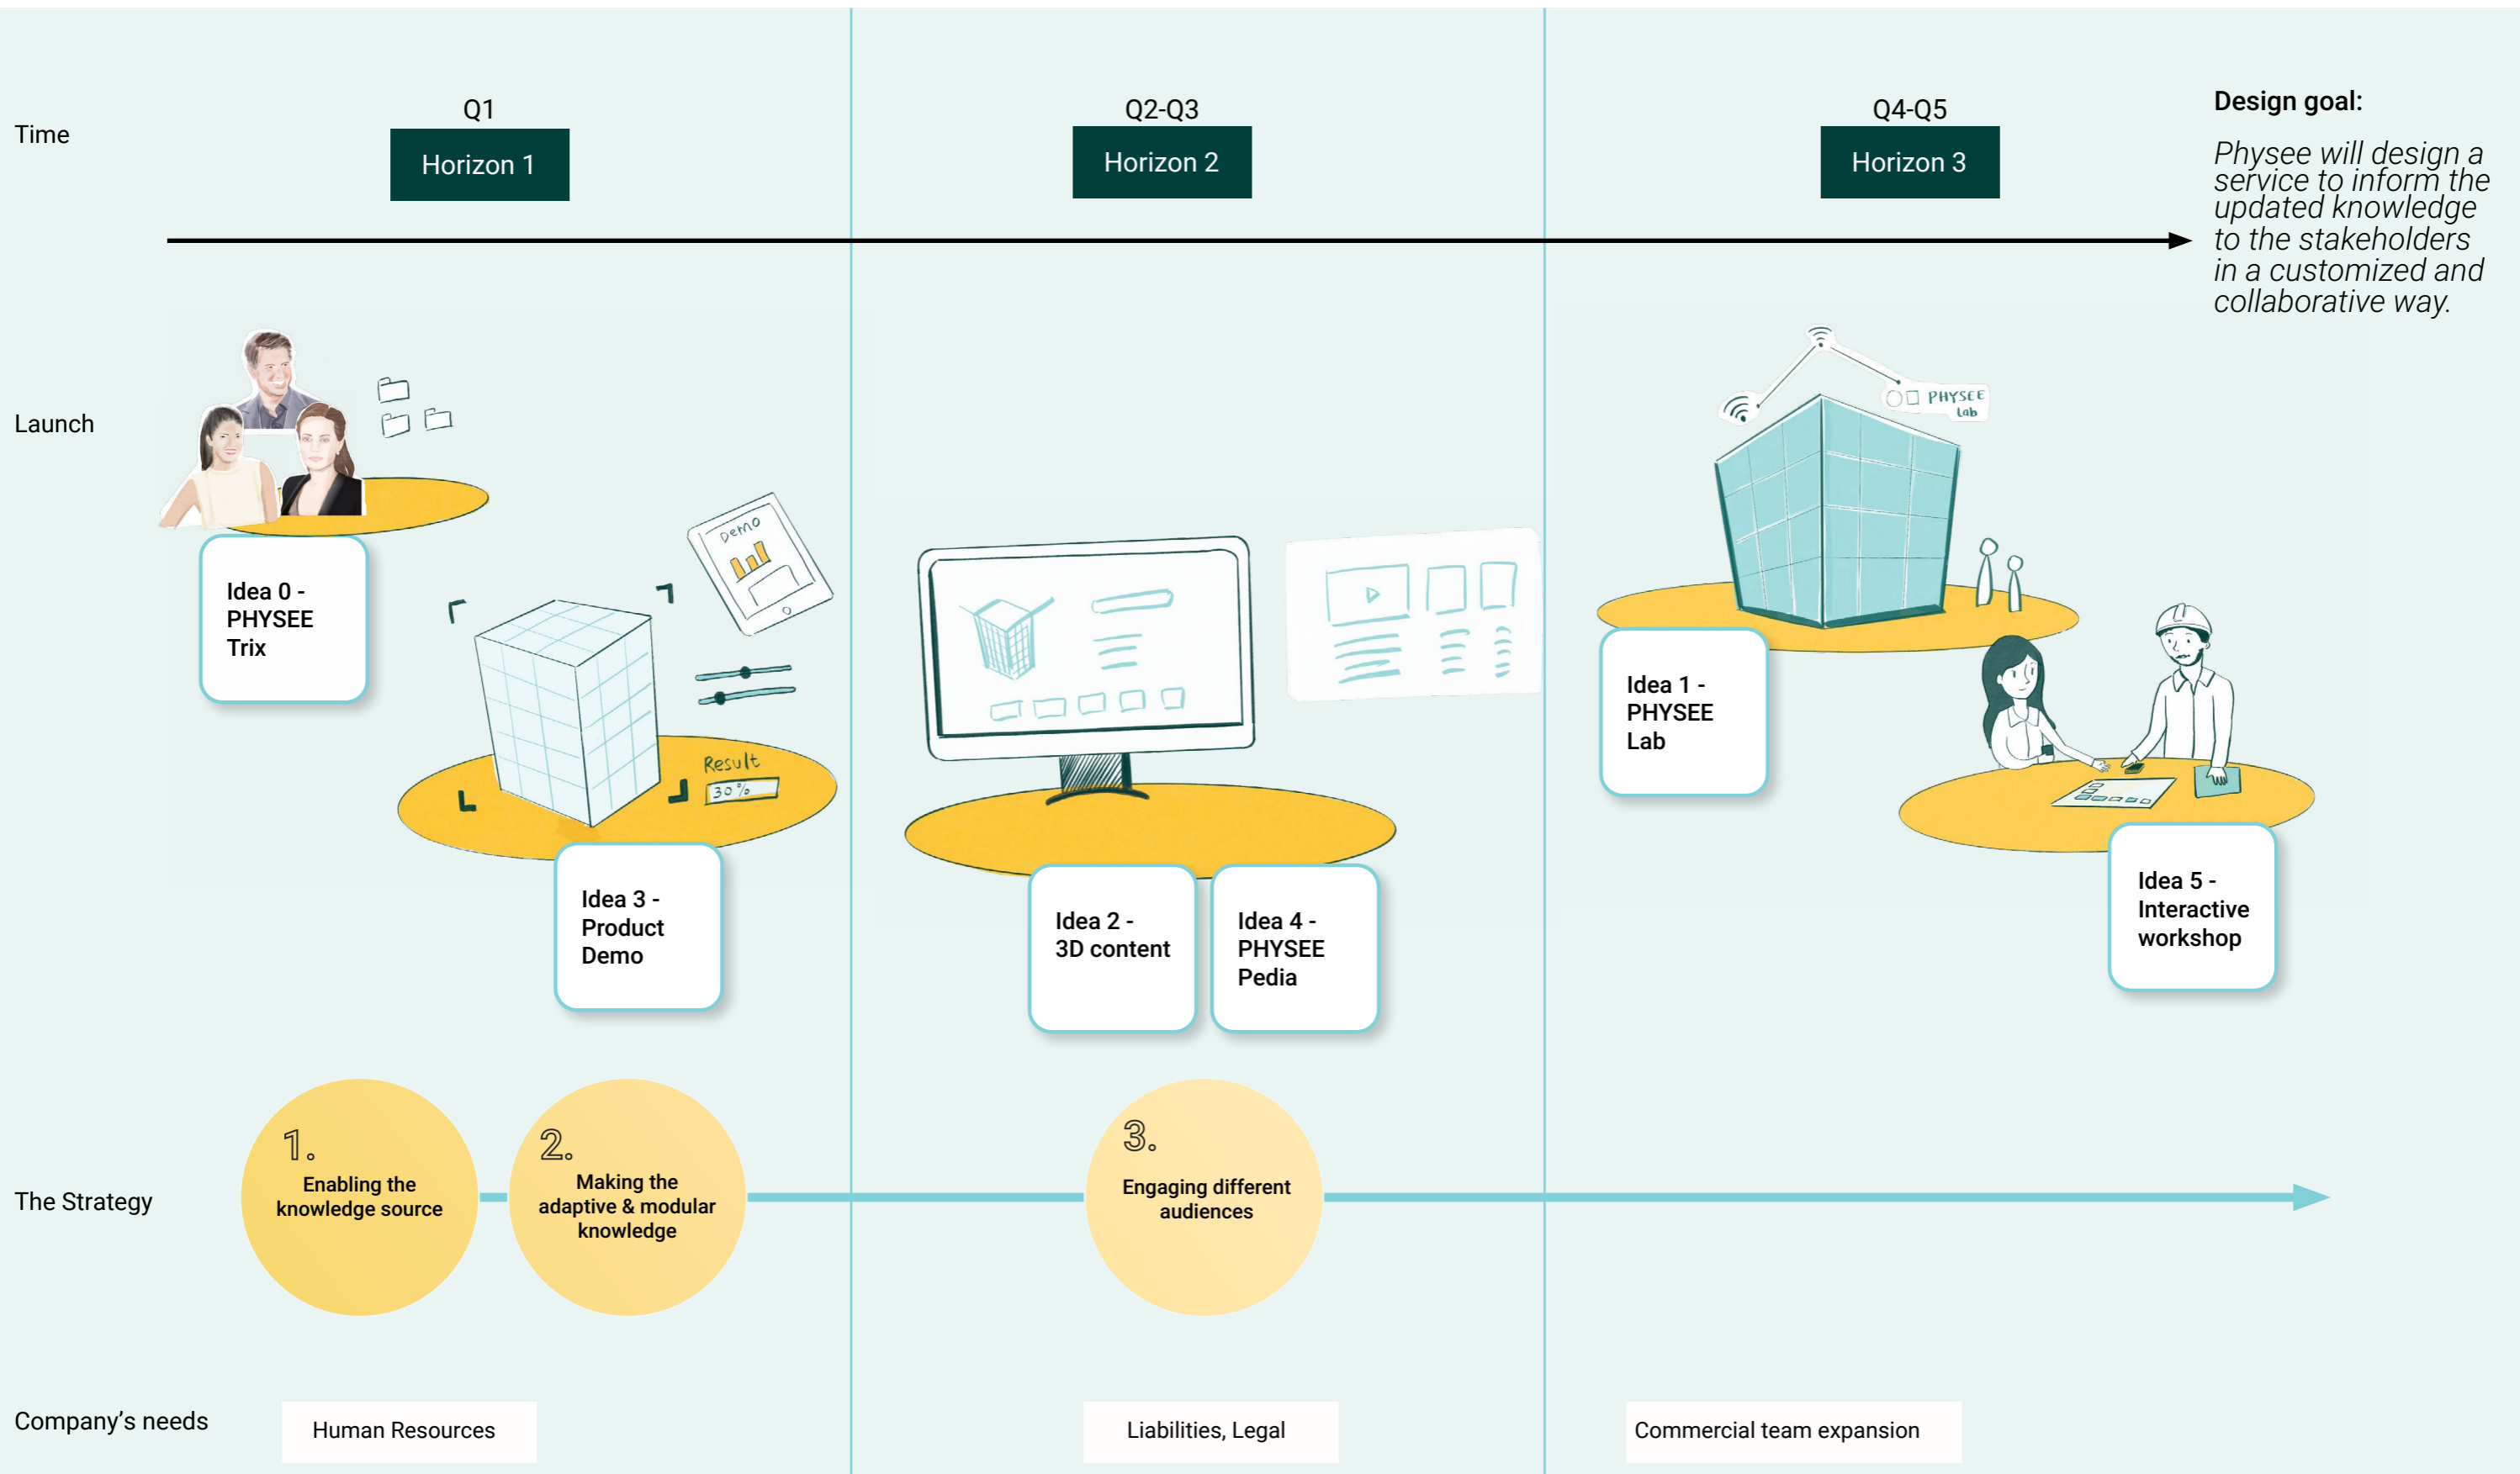 Time
Q1
Horizon 1
Q2-Q3
Horizon 2
Q4-Q5
Horizon 3
Design goal:
Physee will design a
service to inform the
updated knowledge
to the stakeholders
in a customized and
collaborative way.
Launch
Idea 0 -
PHYSEE
Trix
Demo
Result
30%
Idea 3 -
Product
Demo
Idea 2 -
3D content
Idea 4 -
PHYSEE
Pedia
PHYSEE
Lab
Idea 1 -
PHYSEE
Lab
Idea 5 -
Interactive
workshop
The Strategy
1.
Enabling the
knowledge source
2.
Making the
adaptive & modular
knowledge
3.
Engaging different
audiences
Company’s needs
Human Resources
Liabilities, Legal
Commercial team expansion